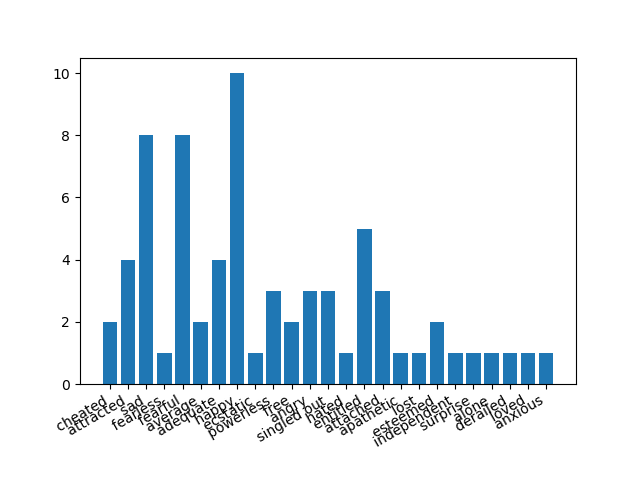 10
8
6
4
2
0
cheated
attracted
sad
fearless
fearful
average
adequate
happy
ecstatic
powerless
free
angry
singled out
hated
entitled
attached
apathetic
lost
esteemed
independent
surprise
alone
derailed
loved
anxious